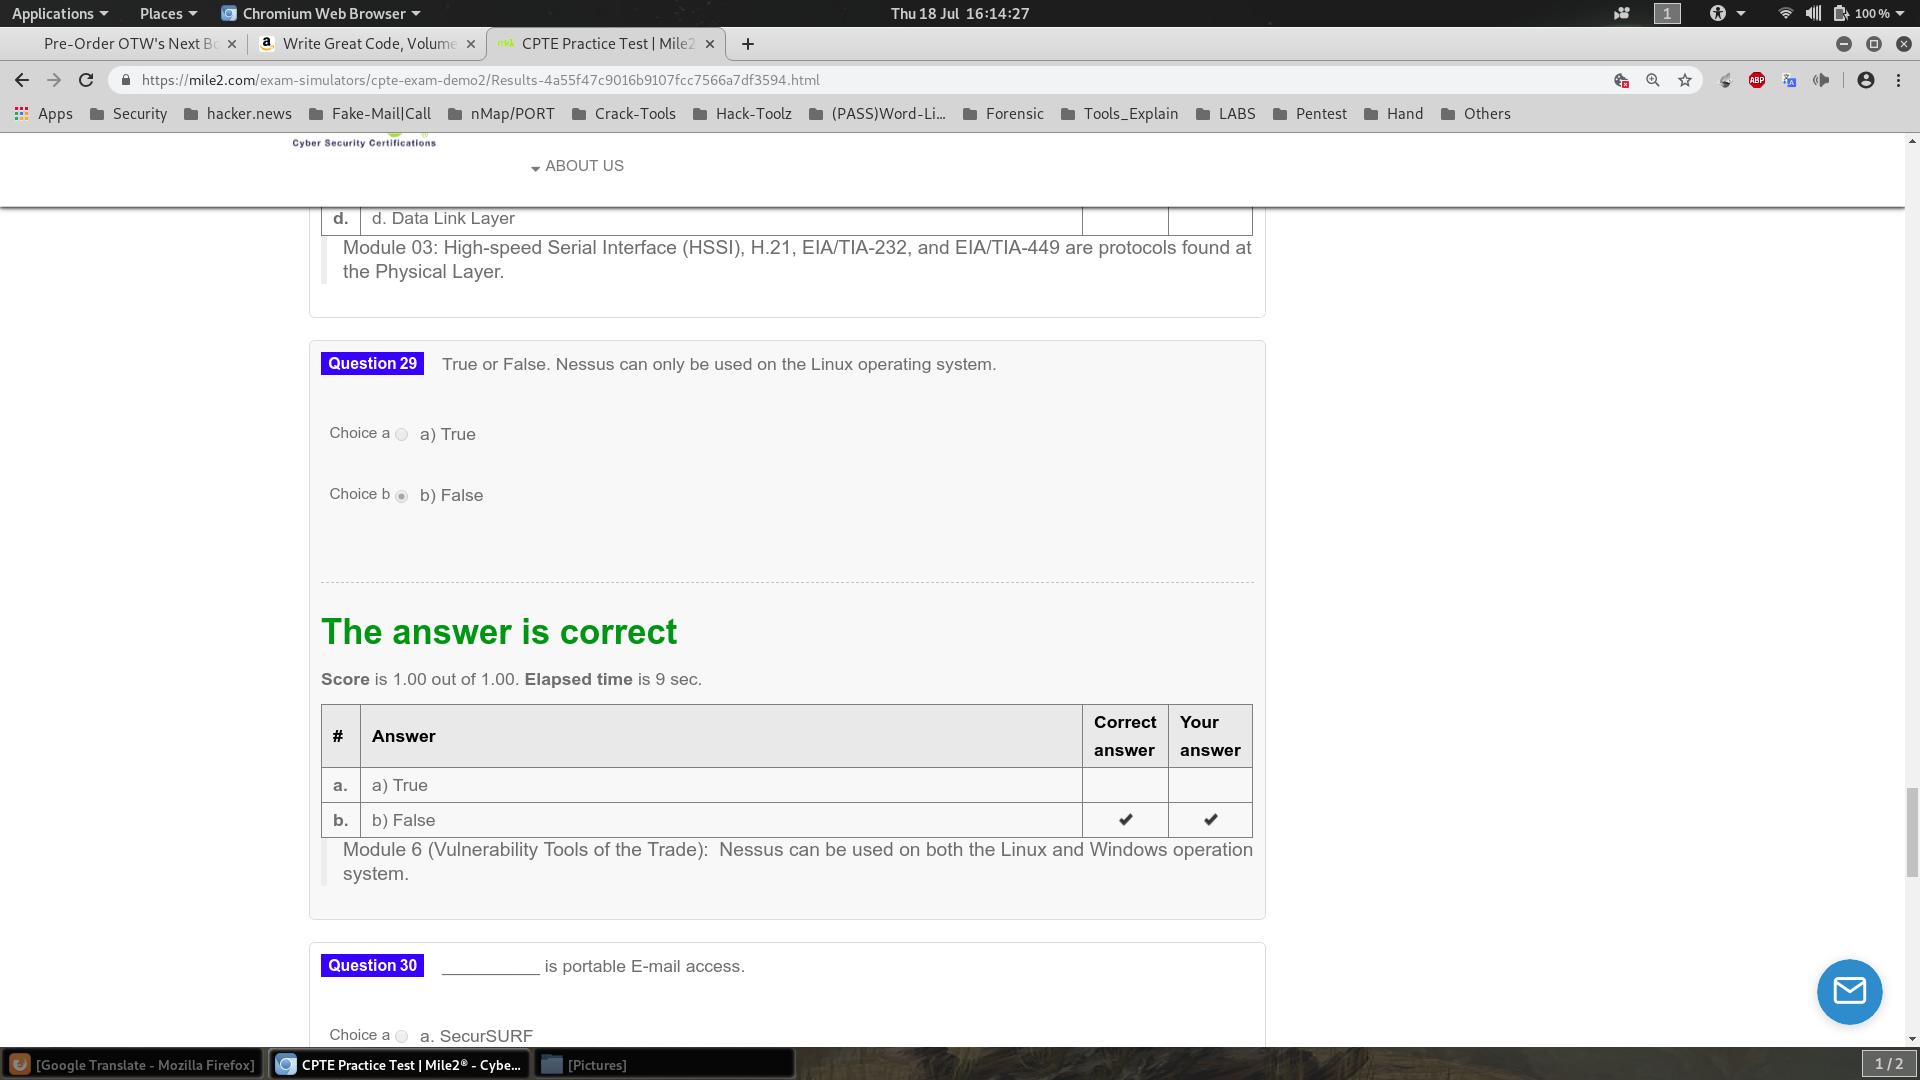 Applications Places Chromium Web Browser Thu 18 Jul 16:14:27 1 100 %
Pre-Order OTW's Next Bo Write Great Code, Volume CPTE Practice Test | Mile2
https://mile2.com/exam-simulators/cpte-exam-demo2/Results-4a55f47c9016b9107fcc7566a7df3594.html ABP
Apps Security hacker.news Fake-Mail|Call nMap/PORT Crack-Tools Hack-Toolz (PASS)Word-Li... Forensic Tools_Explain LABS Pentest Hand Others
Cyber Security Certifications
ABOUT US
d. d. Data Link Layer
Module 03: High-speed Serial Interface (HSSI), H.21, EIA/TIA-232, and EIA/TIA-449 are protocols found at
the Physical Layer.
Question 29 True or False. Nessus can only be used on the Linux operating system.
Choice a a) True
Choice b b) False
The answer is correct
Score is 1.00 out of 1.00. Elapsed time is 9 sec.
# Answer Correct answer Your answer
a. a) True
b. b) False
Module 6 (Vulnerability Tools of the Trade): Nessus can be used on both the Linux and Windows operation
system.
Question 30 ___________ is portable E-mail access.
Choice a a. SecurSURF
[Google Translate - Mozilla Firefox] CPTE Practice Test | Mile2® - Cybe... [Pictures] 1 / 2